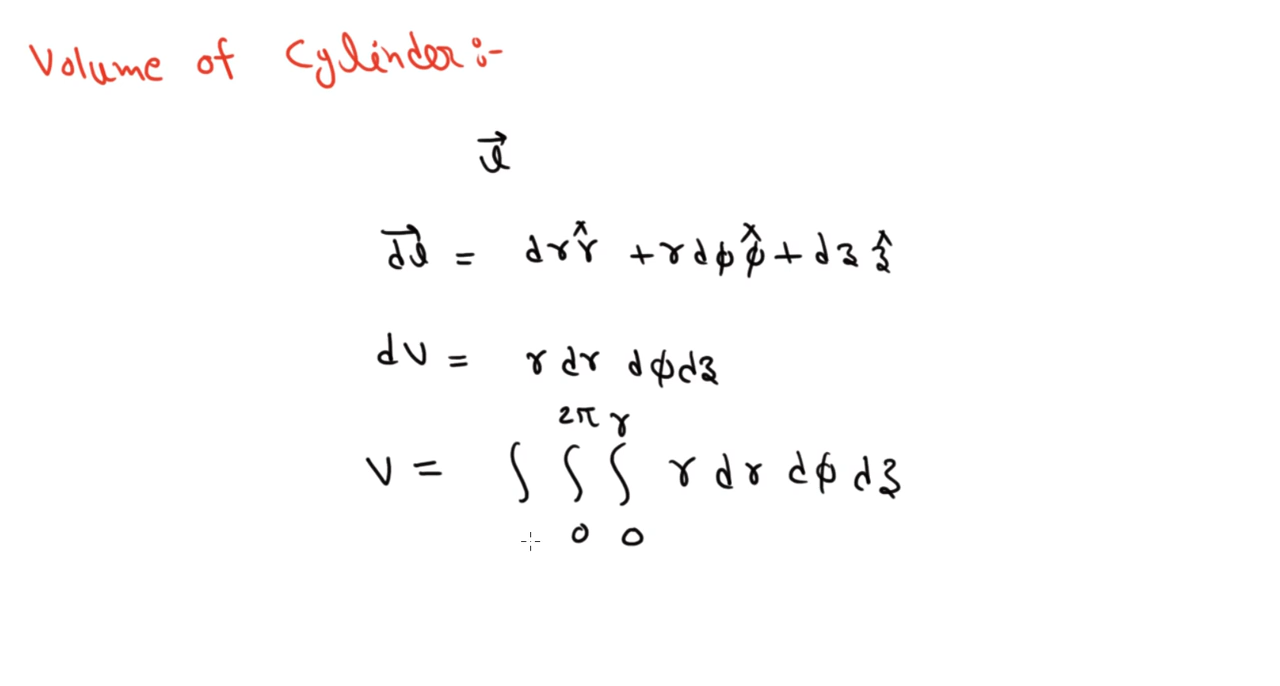 Volume of Cylinder:-
l⃗
dl⃗ = dr r̂ + r dϕ ϕ̂ + dz ẑ
dv = r dr dϕ dz
v = ∫ ∫₀^2π ∫₀^r r dr dϕ dz